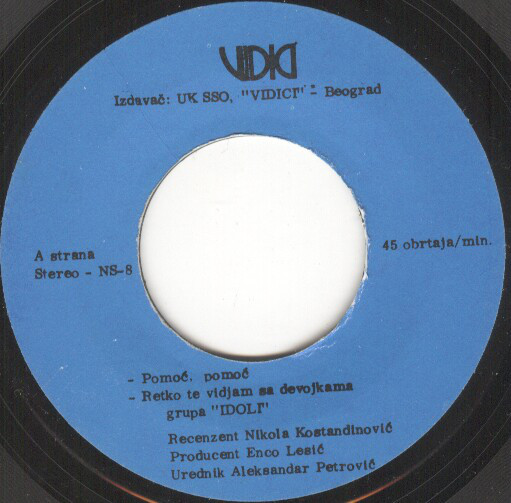 VIDICI
Izdavač: UK SSO, "VIDICI" - Beograd
A strana
Stereo - NS-8
45 obrtaja/min.
- Pomoć, pomoć
- Retko te vidjam sa devojkama
grupa "IDOLI"
Recenzent Nikola Kostandinović
Producent Enco Lesić
Urednik Aleksandar Petrović